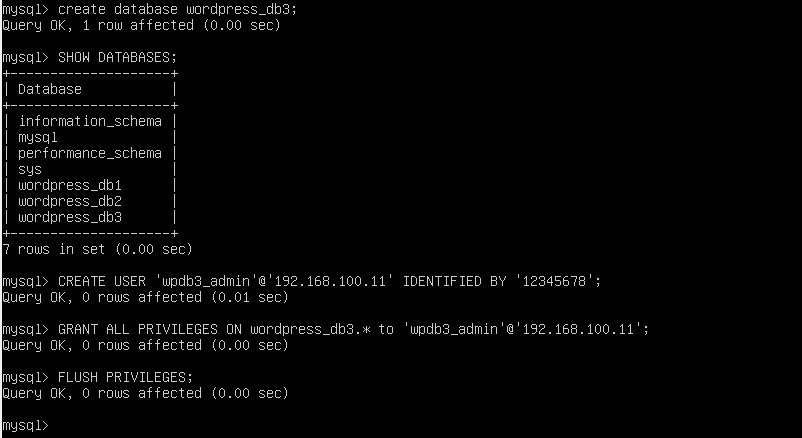 mysql> create database wordpress_db3;
Query OK, 1 row affected (0.00 sec)
mysql> SHOW DATABASES;
+--------------------+
| Database           |
+--------------------+
| information_schema |
| mysql              |
| performance_schema |
| sys                |
| wordpress_db1      |
| wordpress_db2      |
| wordpress_db3      |
+--------------------+
7 rows in set (0.00 sec)
mysql> CREATE USER 'wpdb3_admin'@'192.168.100.11' IDENTIFIED BY '12345678';
Query OK, 0 rows affected (0.01 sec)
mysql> GRANT ALL PRIVILEGES ON wordpress_db3.* to 'wpdb3_admin'@'192.168.100.11';
Query OK, 0 rows affected (0.00 sec)
mysql> FLUSH PRIVILEGES;
Query OK, 0 rows affected (0.00 sec)
mysql>